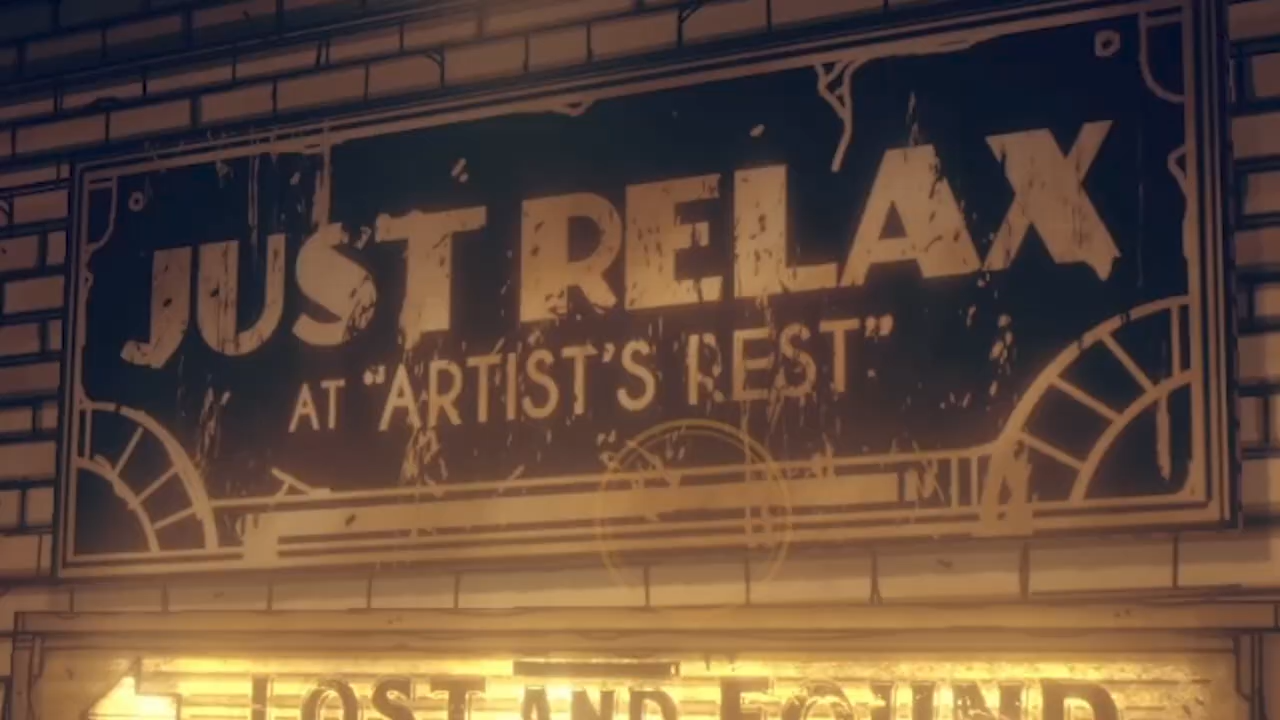 JUST RELAX
AT “ARTIST’S REST”
LOST AND FOUND